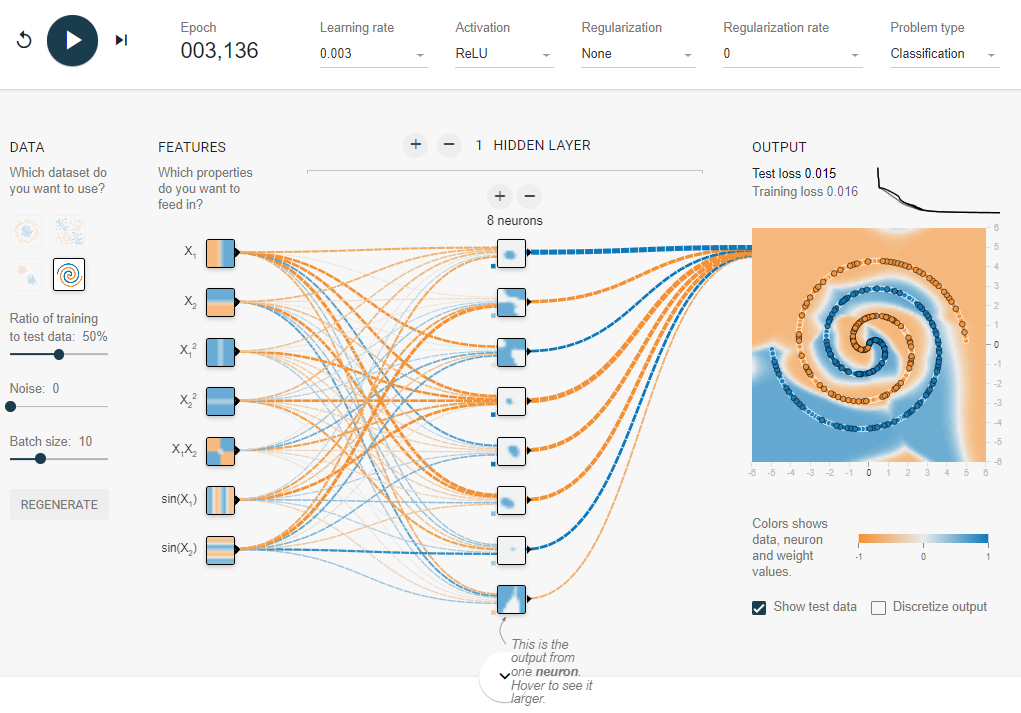 Epoch
003,136
Learning rate
0.003
Activation
ReLU
Regularization
None
Regularization rate
0
Problem type
Classification
DATA
Which dataset do
you want to use?
Ratio of training
to test data: 50%
Noise: 0
Batch size: 10
REGENERATE
FEATURES
Which properties
do you want to
feed in?
X₁
X₂
X₁²
X₂²
X₁X₂
sin(X₁)
sin(X₂)
+ − 1 HIDDEN LAYER
+ −
8 neurons
This is the
output from
one neuron.
Hover to see it
larger.
OUTPUT
Test loss 0.015
Training loss 0.016
6
5
4
3
2
1
0
-1
-2
-3
-4
-5
-6
-6 -5 -4 -3 -2 -1 0 1 2 3 4 5 6
Colors shows
data, neuron
and weight
values.
-1 0 1
Show test data
Discretize output